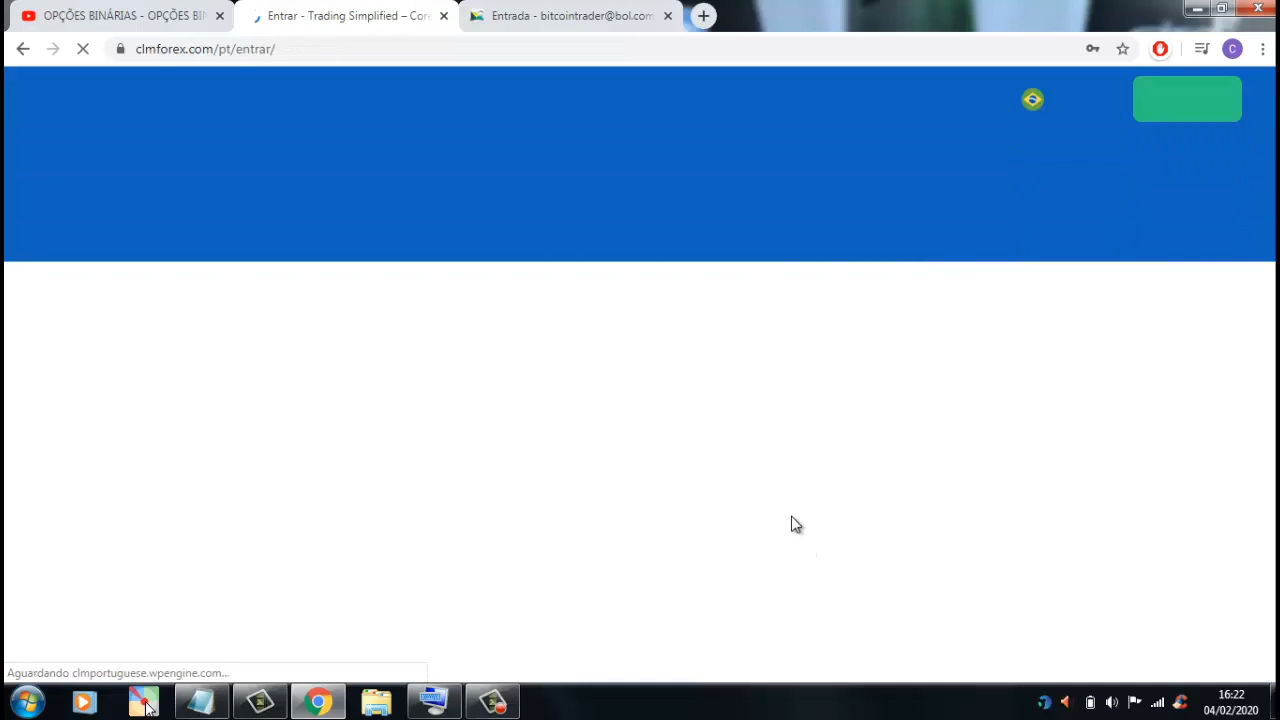 OPÇÕES BINÁRIAS - OPÇÕES BIN
Entrar - Trading Simplified – Core
Entrada - bitcointrader@bol.com.
clmforex.com/pt/entrar/
C
Aguardando clmportuguese.wpengine.com...
16:22
04/02/2020